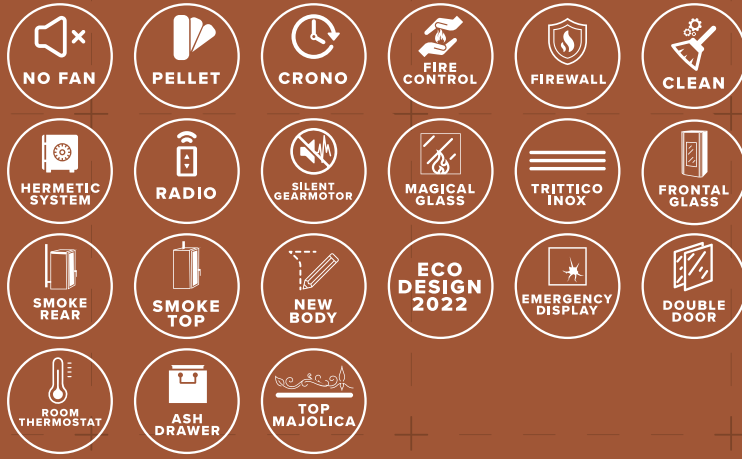 NO FAN
PELLET
CRONO
FIRE
CONTROL
FIREWALL
CLEAN
HERMETIC
SYSTEM
RADIO
SILENT
GEARMOTOR
MAGICAL
GLASS
TRITTICO
INOX
FRONTAL
GLASS
SMOKE
REAR
SMOKE
TOP
NEW
BODY
ECO
DESIGN
2022
EMERGENCY
DISPLAY
DOUBLE
DOOR
ROOM
THERMOSTAT
ASH
DRAWER
TOP
MAJOLICA